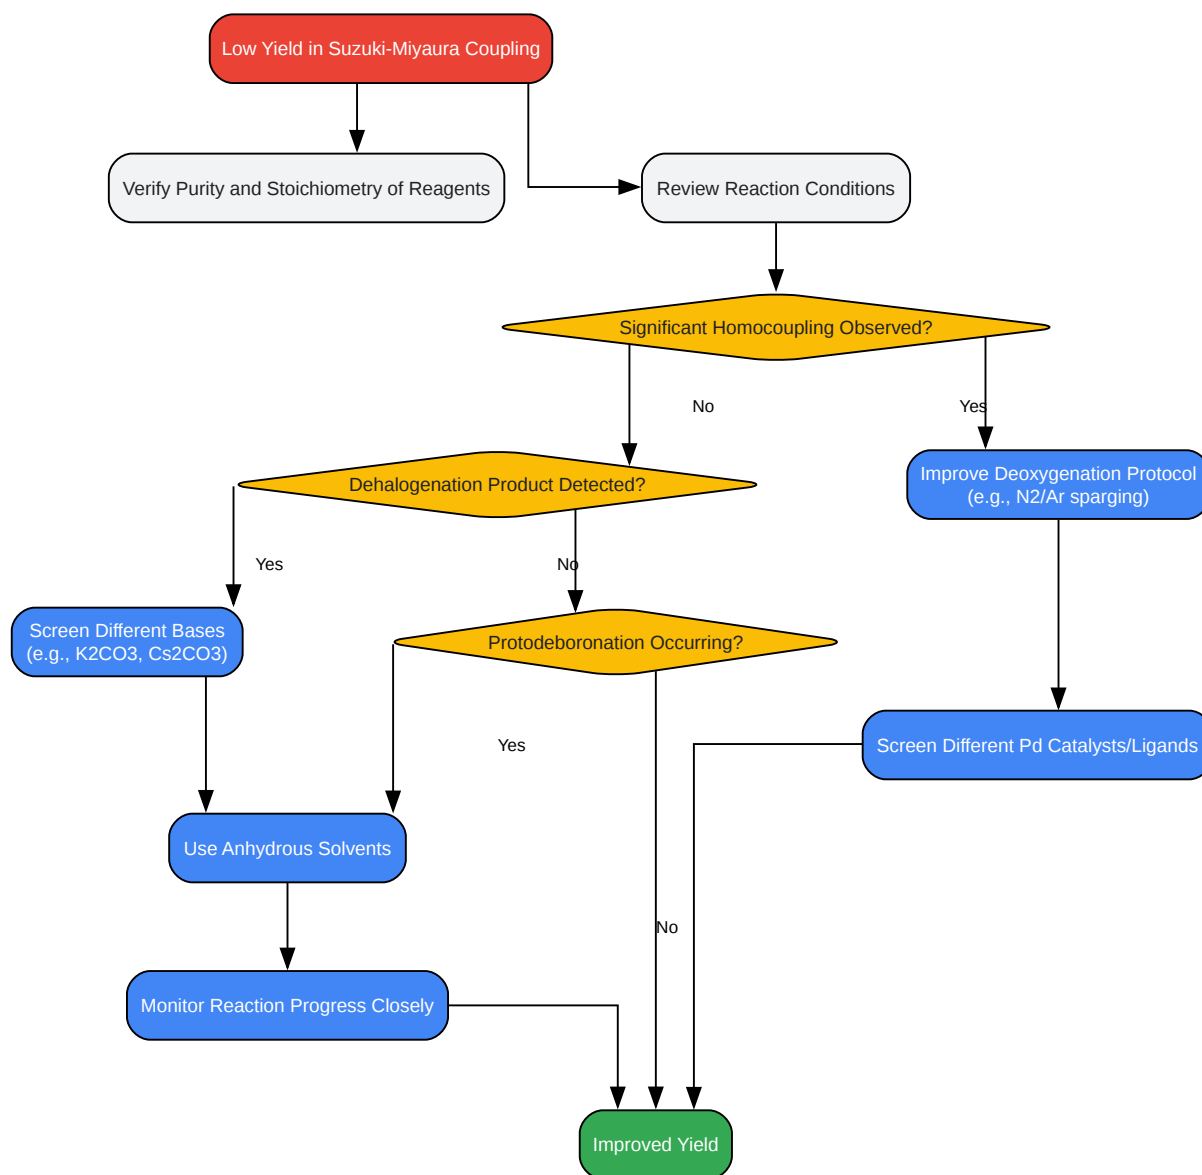 Low Yield in Suzuki-Miyaura Coupling
Verify Purity and Stoichiometry of Reagents
Review Reaction Conditions
Significant Homocoupling Observed?
No
Yes
Dehalogenation Product Detected?
Improve Deoxygenation Protocol
(e.g., N2/Ar sparging)
Yes
No
Screen Different Bases
(e.g., K2CO3, Cs2CO3)
Protodeboronation Occurring?
Yes
Screen Different Pd Catalysts/Ligands
Use Anhydrous Solvents
No
Monitor Reaction Progress Closely
Improved Yield